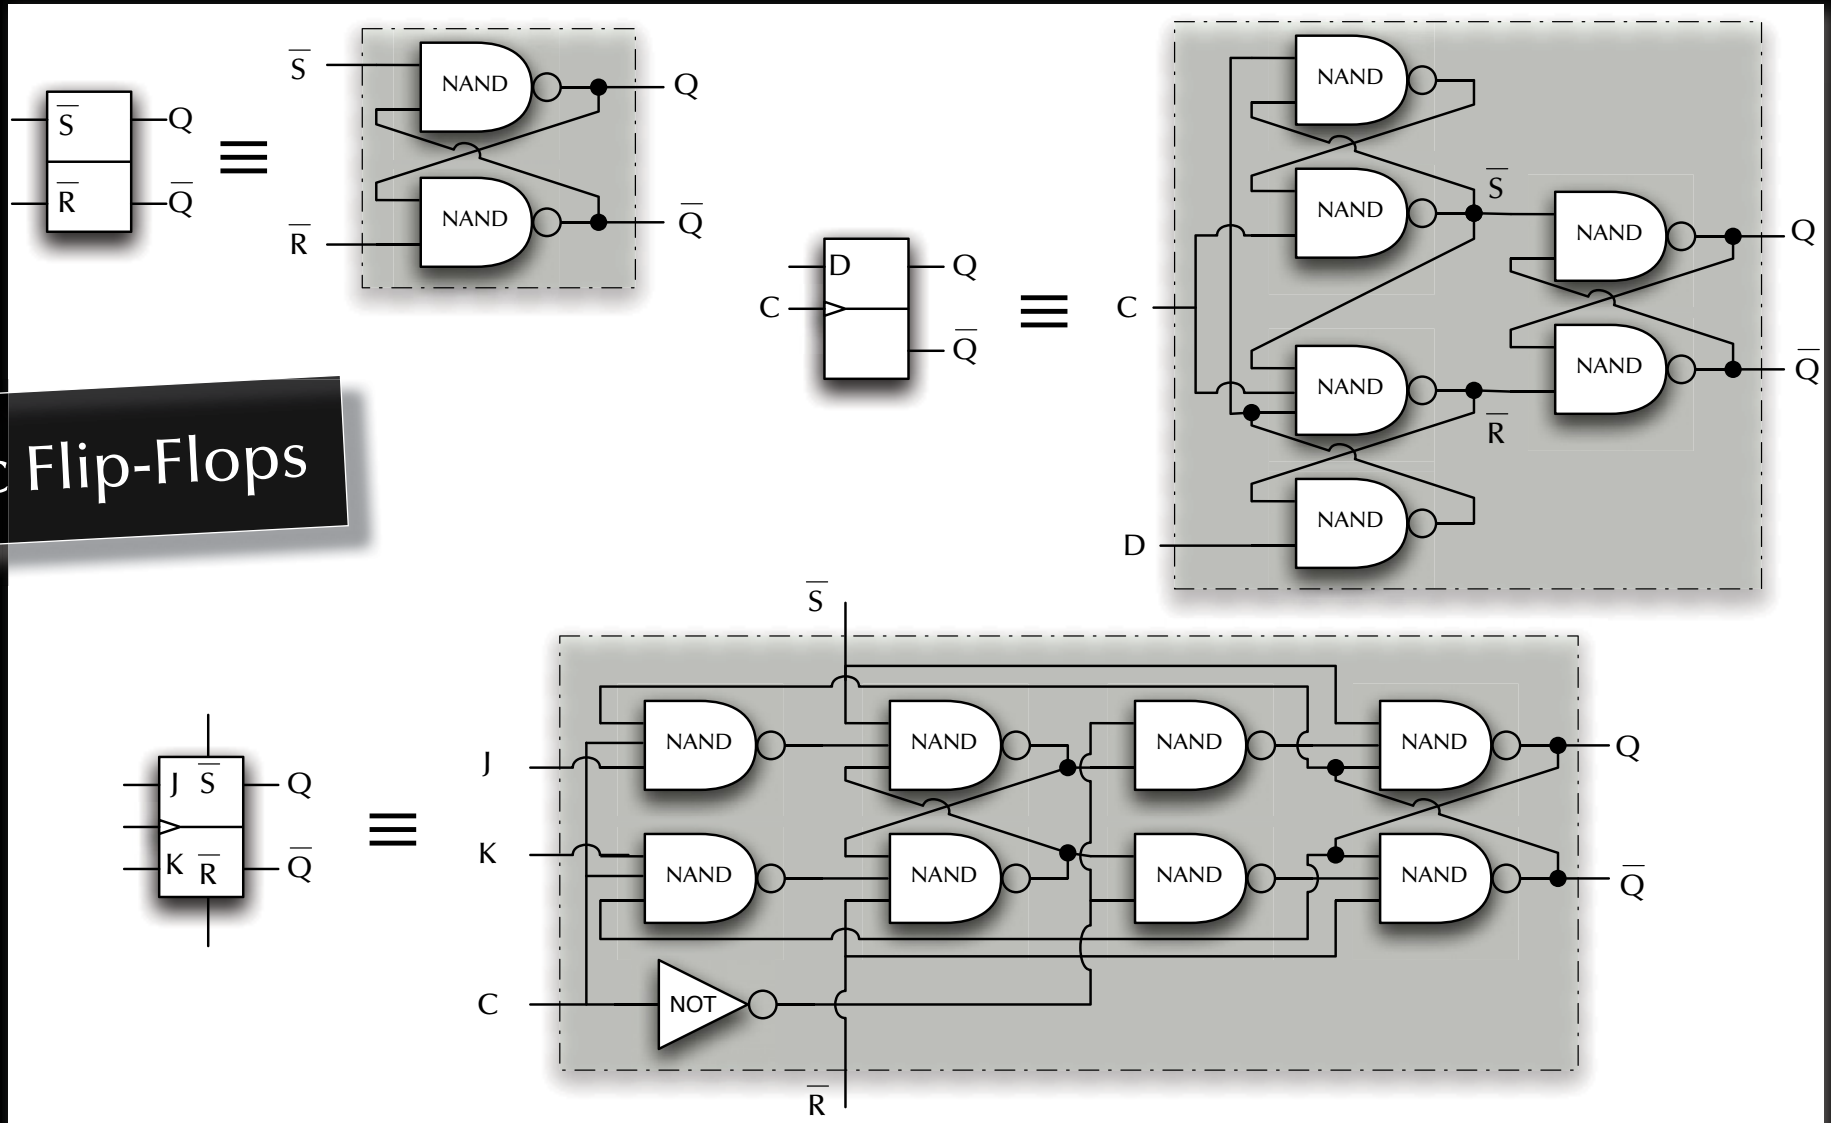 S̅
NAND
Q
S̅
Q
R̅
Q̅
NAND
R̅
Q̅
D
Q
C
Q̅
NAND
NAND
S̅
NAND
Q
C
NAND
NAND
Q̅
R̅
NAND
D
Flip-Flops
S̅
J
S̅
Q
K
R̅
Q̅
J
NAND
NAND
NAND
NAND
Q
K
NAND
NAND
NAND
NAND
Q̅
C
NOT
R̅